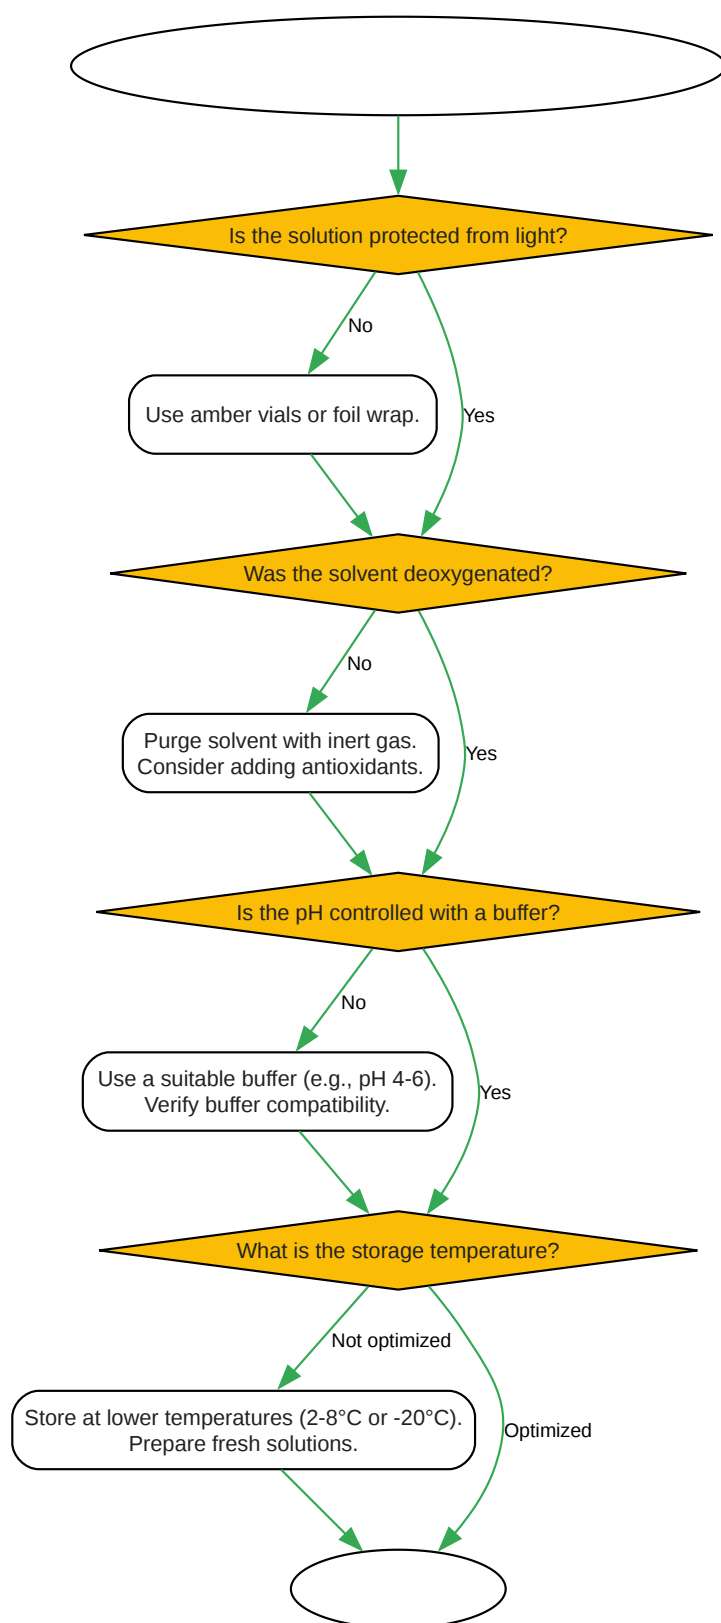 Is the solution protected from light?
No
Use amber vials or foil wrap.
Yes
Was the solvent deoxygenated?
No
Purge solvent with inert gas.
Consider adding antioxidants.
Yes
Is the pH controlled with a buffer?
No
Use a suitable buffer (e.g., pH 4-6).
Verify buffer compatibility.
Yes
What is the storage temperature?
Not optimized
Store at lower temperatures (2-8°C or -20°C).
Prepare fresh solutions.
Optimized